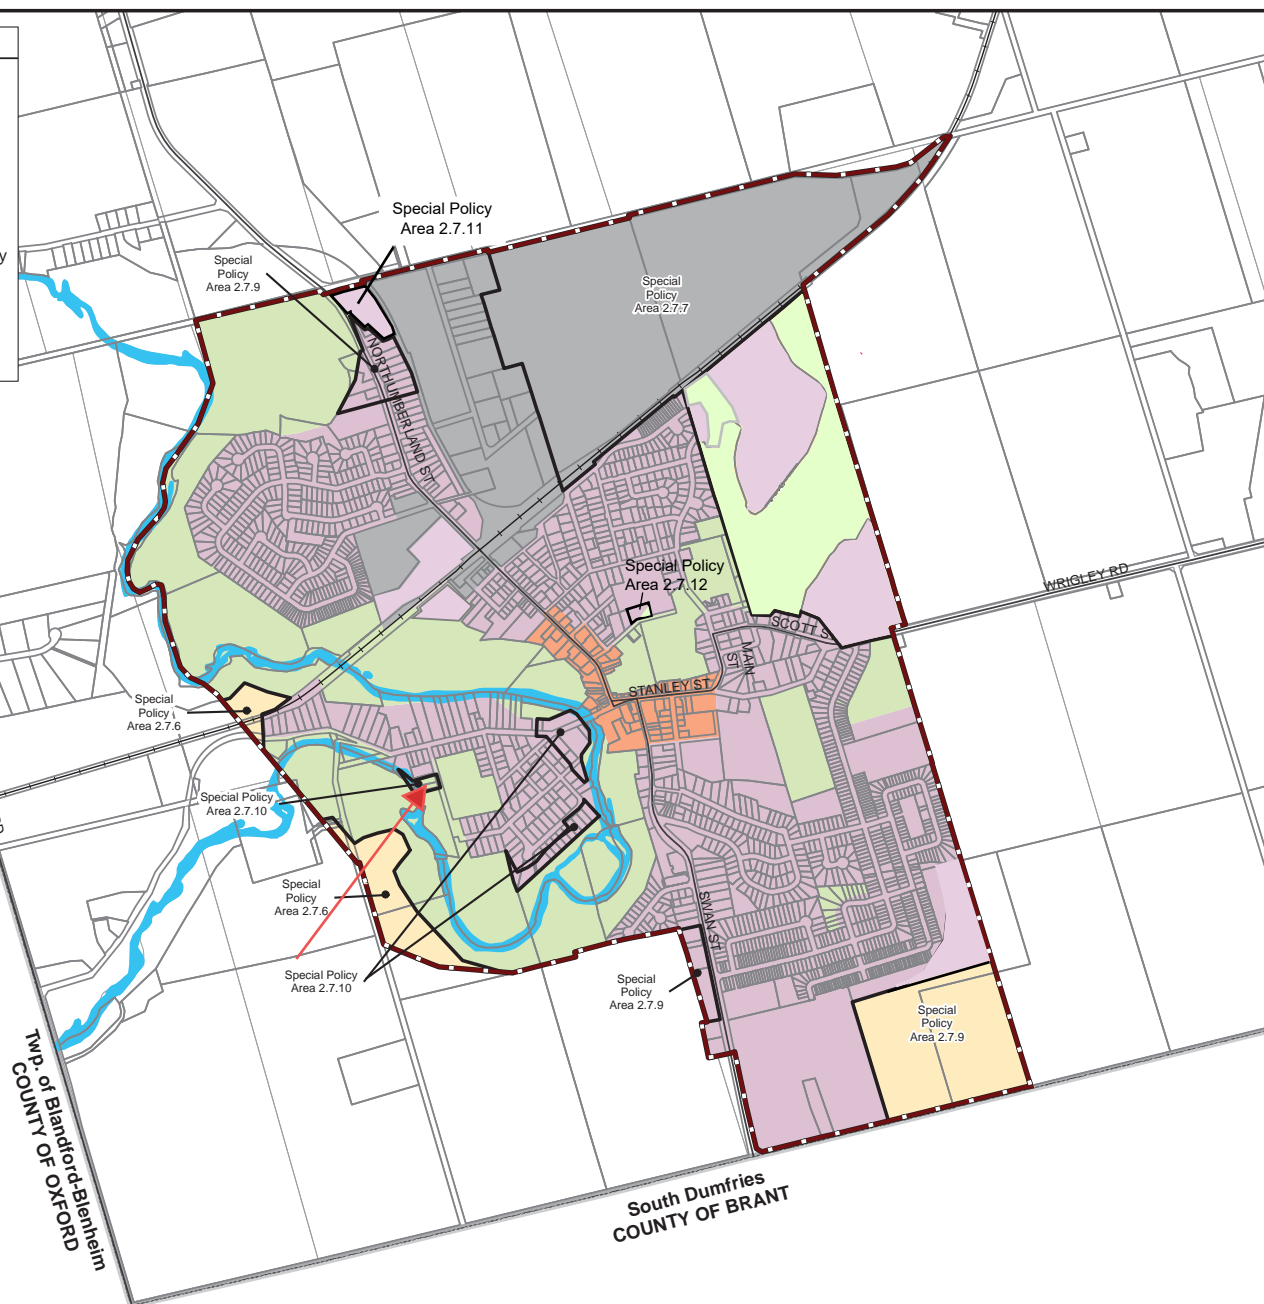 y
Special Policy
Area 2.7.11
Special
Policy
Area 2.7.9
Special
Policy
Area 2.7.7
NORTHUMBERLAND ST
Special Policy
Area 2.7.12
WRIGLEY RD
SCOTT S
MAIN
ST
STANLEY ST
Special
Policy
Area 2.7.6
Special Policy
Area 2.7.10
Special
Policy
Area 2.7.6
SWAN ST
Special Policy
Area 2.7.10
Special
Policy
Area 2.7.9
Special
Policy
Area 2.7.9
Twp. of Blandford-Blenheim
COUNTY OF OXFORD
South Dumfries
COUNTY OF BRANT